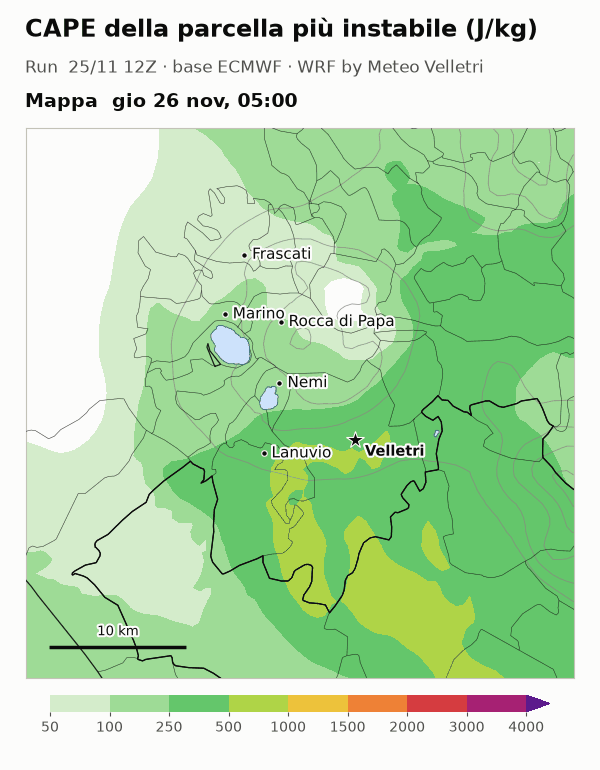 CAPE della parcella più instabile (J/kg)
Run 25/11 12Z · base ECMWF · WRF by Meteo Velletri
Mappa gio 26 nov, 05:00
Frascati
Marino
Rocca di Papa
Nemi
Velletri
Lanuvio
10 km
50 100 250 500 1000 1500 2000 3000 4000